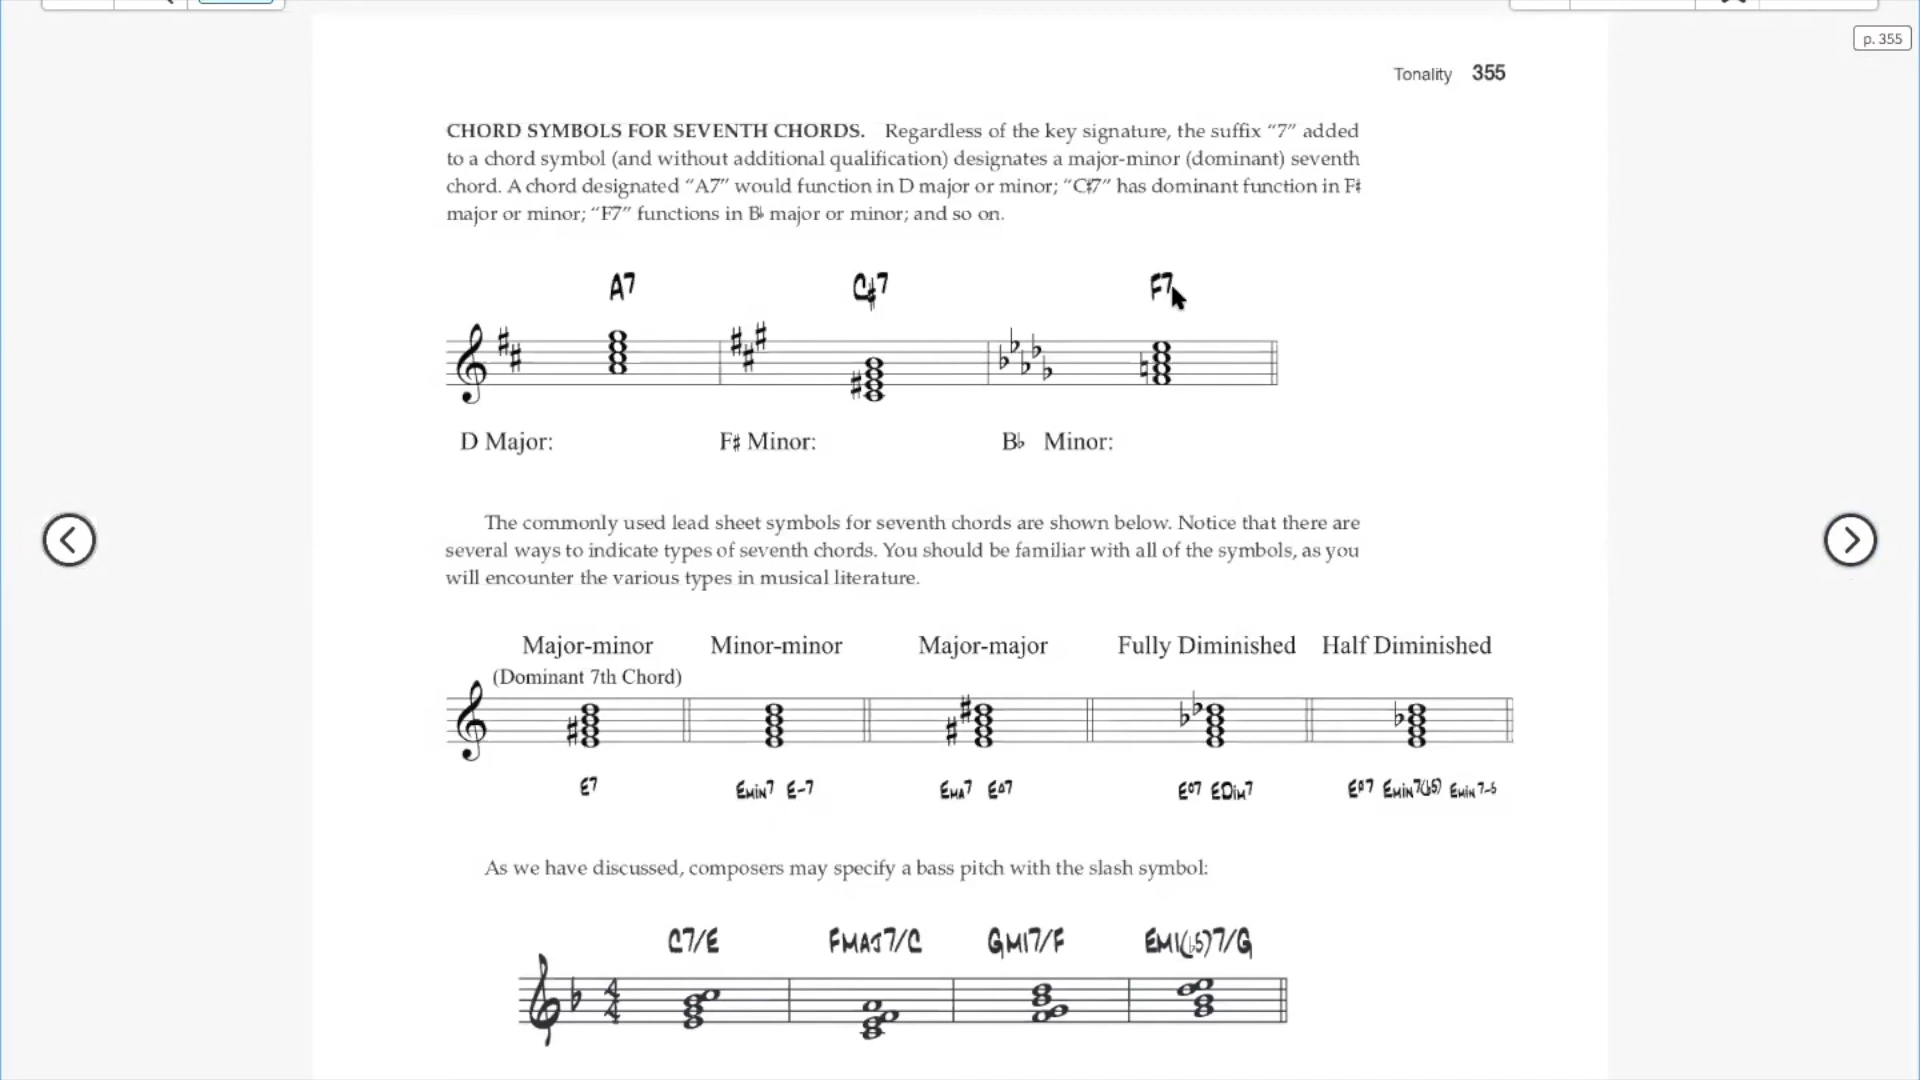 p. 355
Tonality 355
CHORD SYMBOLS FOR SEVENTH CHORDS. Regardless of the key signature, the suffix “7” added
to a chord symbol (and without additional qualification) designates a major-minor (dominant) seventh
chord. A chord designated “A7” would function in D major or minor; “C♯7” has dominant function in F♯
major or minor; “F7” functions in B♭ major or minor; and so on.
A7 C♯7 F7
D Major: F♯ Minor: B♭ Minor:
The commonly used lead sheet symbols for seventh chords are shown below. Notice that there are
several ways to indicate types of seventh chords. You should be familiar with all of the symbols, as you
will encounter the various types in musical literature.
Major-minor Minor-minor Major-major Fully Diminished Half Diminished
(Dominant 7th Chord)
E7 EMIN7 E-7 EMA7 EΔ7 Eo7 EDIM7 Eø7 EMIN7(♭5) EMIN7-5
As we have discussed, composers may specify a bass pitch with the slash symbol:
C7/E FMAJ7/C GMI7/F EMI(♭5)7/G
4
4